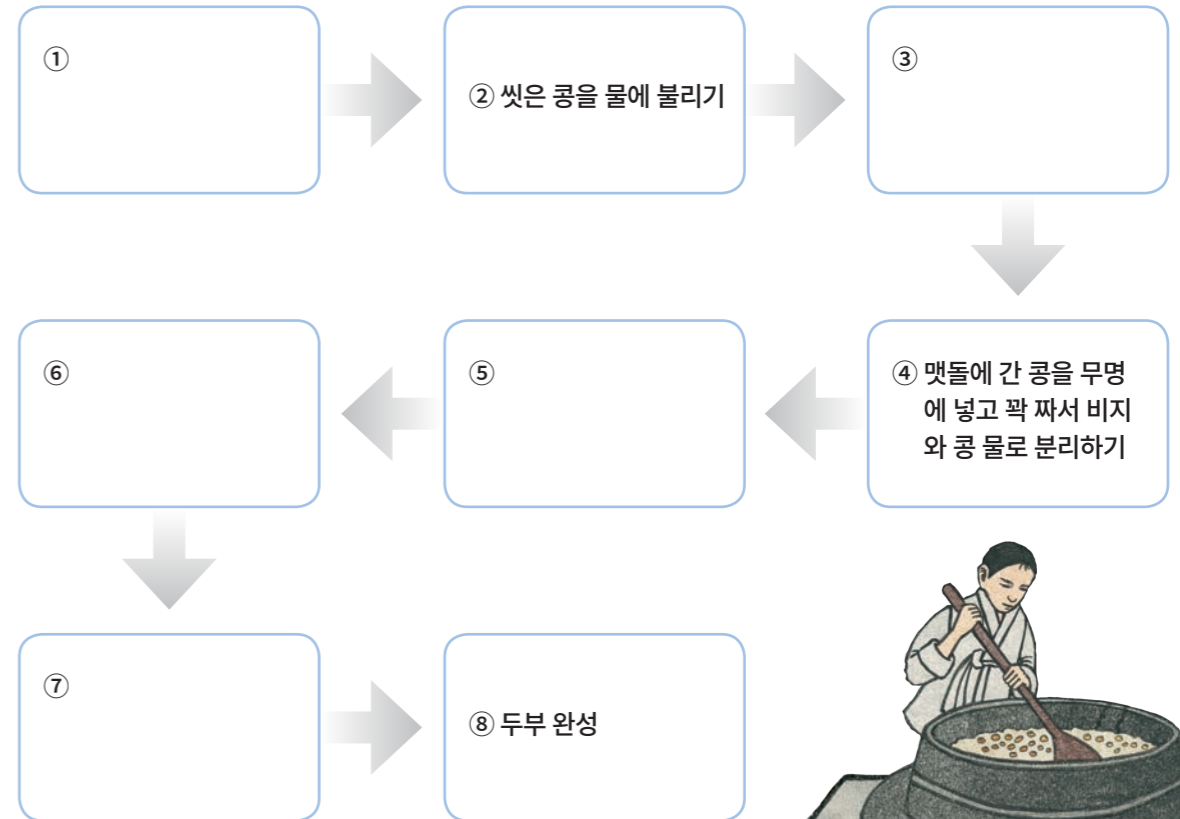 ①
② 씻은 콩을 물에 불리기
③
④ 맷돌에 간 콩을 무명
에 넣고 꽉 짜서 비지
와 콩 물로 분리하기
⑤
⑥
⑦
⑧ 두부 완성